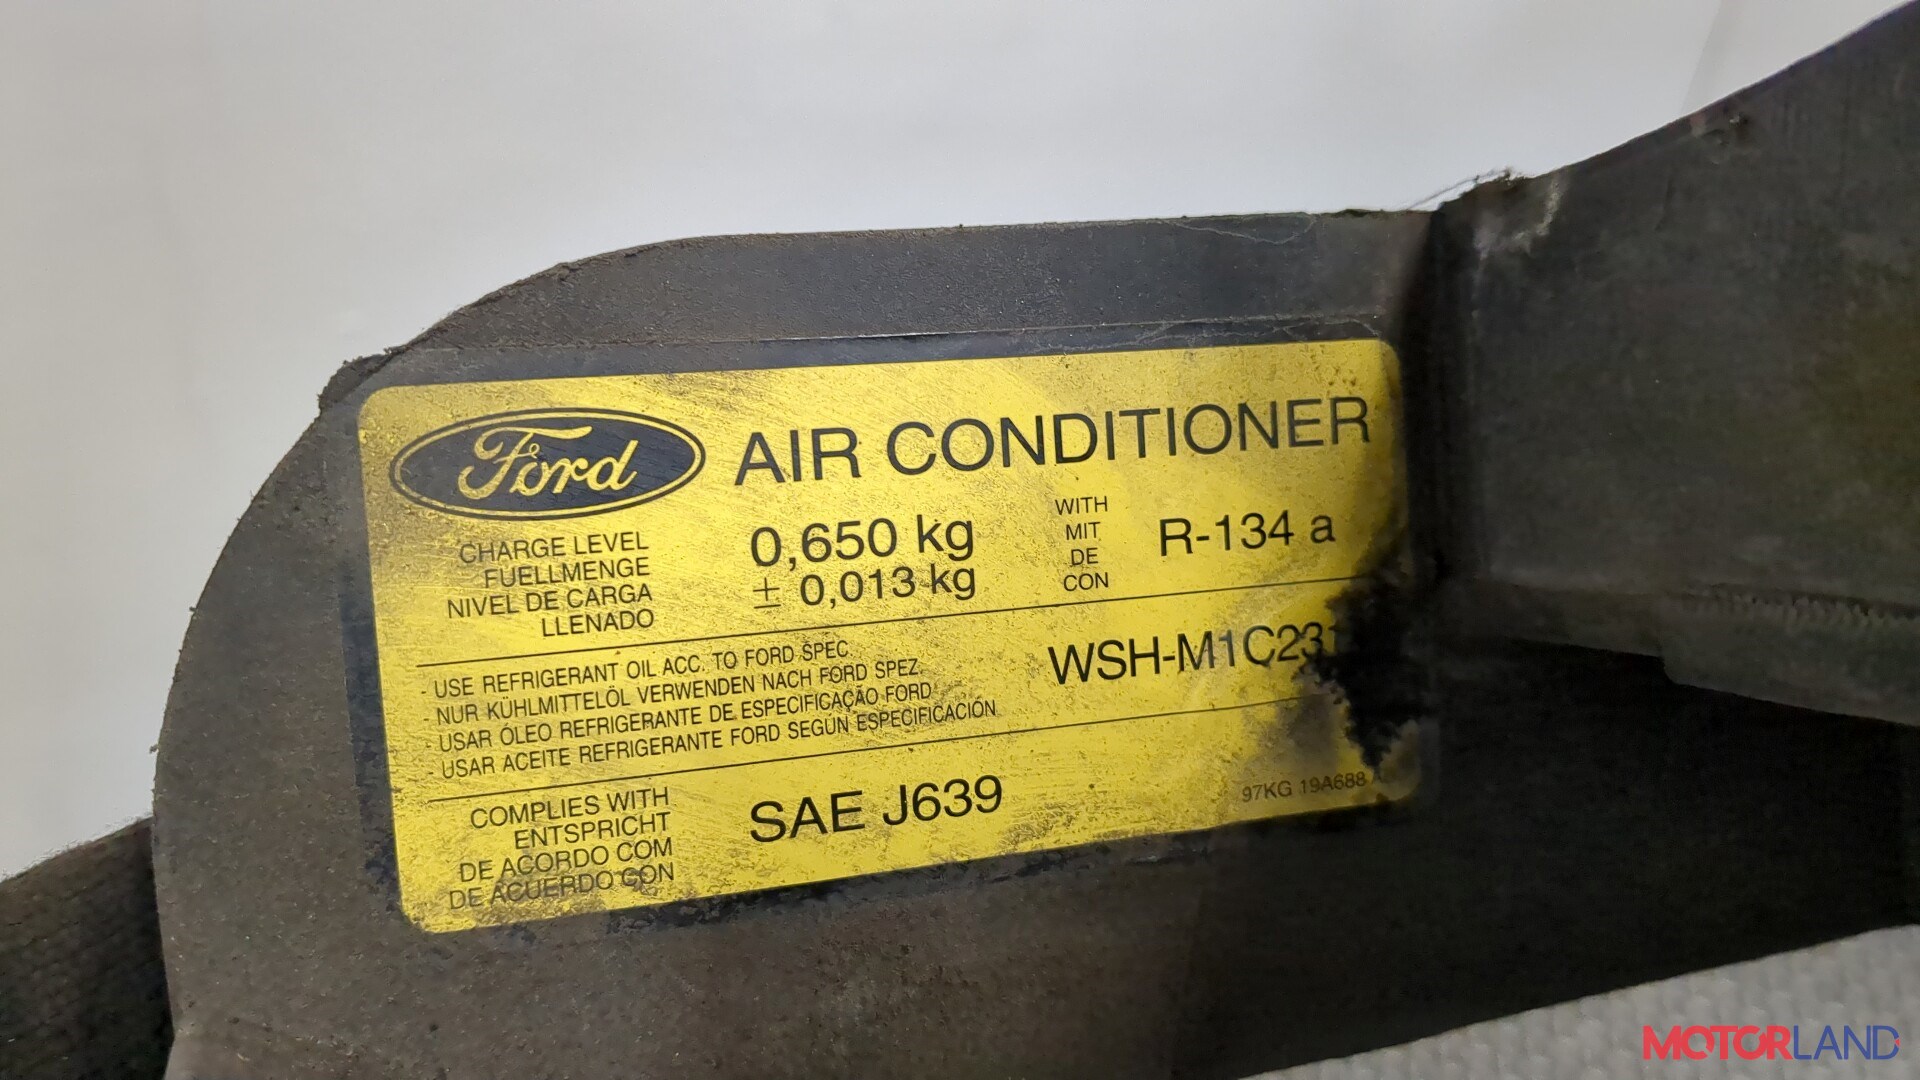 Ford
AIR CONDITIONER
CHARGE LEVEL
FUELLMENGE
NIVEL DE CARGA
LLENADO
0,650 kg
± 0,013 kg
WITH
MIT
DE
CON
R-134 a
- USE REFRIGERANT OIL ACC. TO FORD SPEC.
- NUR KÜHLMITTELÖL VERWENDEN NACH FORD SPEZ.
- USAR ÓLEO REFRIGERANTE DE ESPECIFICAÇÃO FORD
- USAR ACEITE REFRIGERANTE FORD SEGÚN ESPECIFICACIÓN
COMPLIES WITH
ENTSPRICHT
DE ACORDO COM
DE ACUERDO CON
SAE J639
97KG 19A688
MOTORLAND